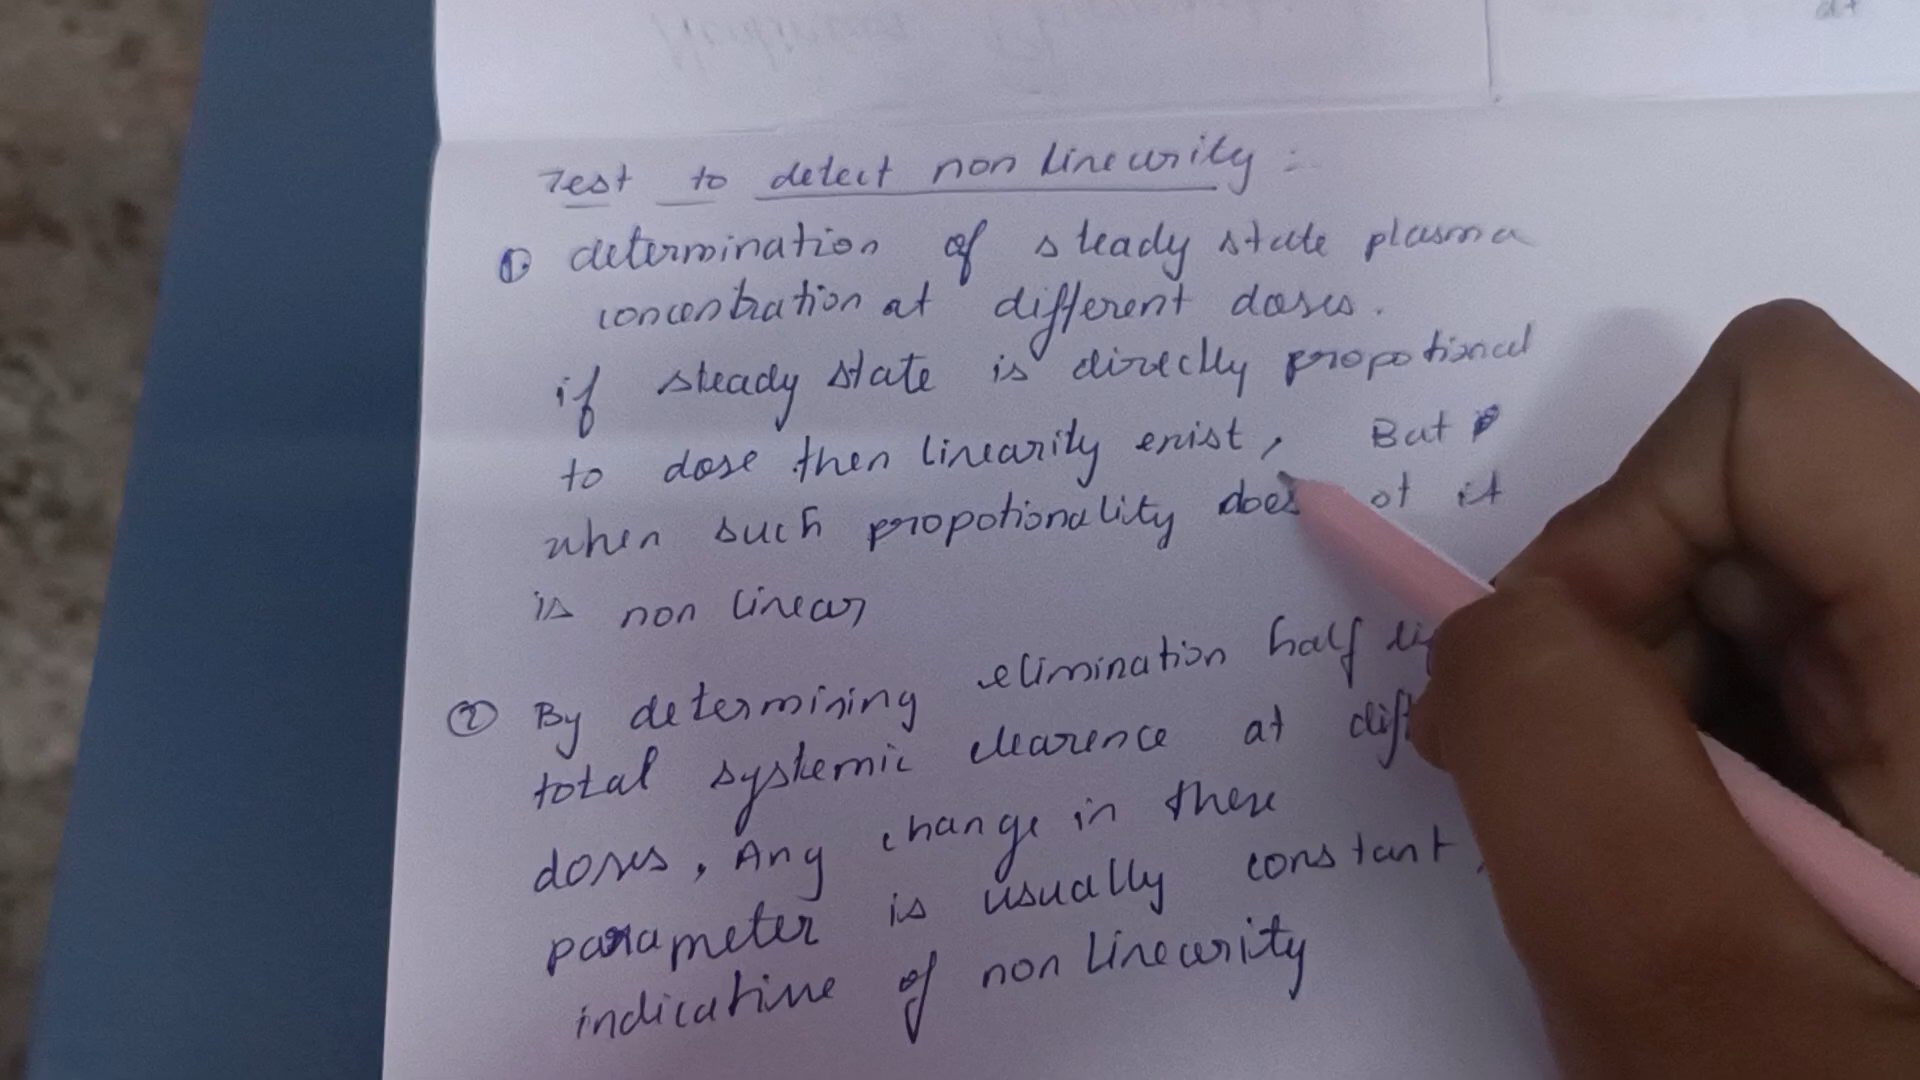 Test to detect non linearity :
① determination of steady state plasma
concentration at different doses.
if steady state is directly propotional
to dose then linearity exist, But
when such propotionality does ot it
is non linear
② By determining elimination half
total systemic clearence at
doses, Any change in these
parameter is usually constant,
indicative of non linearity